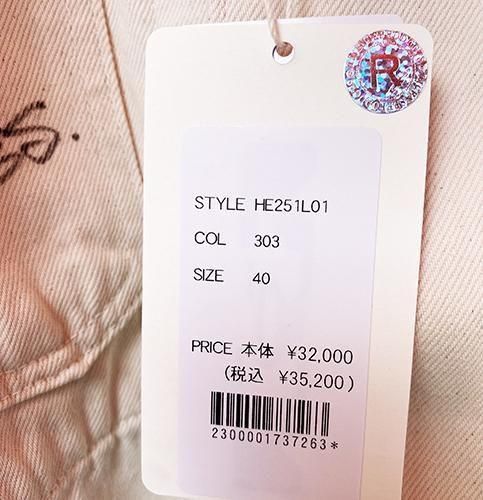 R
STYLE HE251L01
COL 303
SIZE 40
PRICE 本体 ¥32,000
(税込 ¥35,200)
2300001737263*